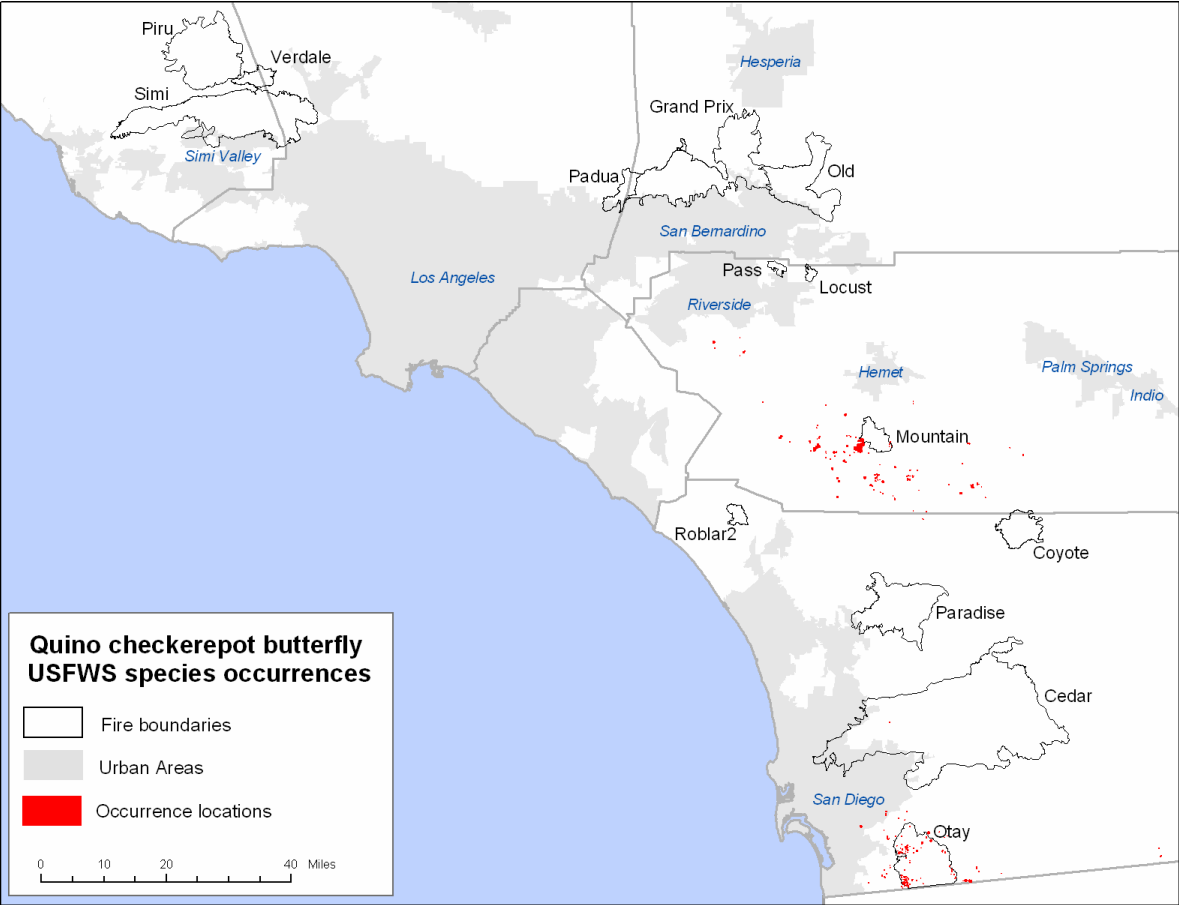 Piru
Verdale
Simi
Simi Valley
Hesperia
Grand Prix
Padua
Old
San Bernardino
Los Angeles
Pass
Locust
Riverside
Hemet
Palm Springs
Indio
Mountain
Roblar2
Coyote
Paradise
Cedar
San Diego
Otay
Quino checkerepot butterfly
USFWS species occurrences
Fire boundaries
Urban Areas
Occurrence locations
0 10 20 40 Miles